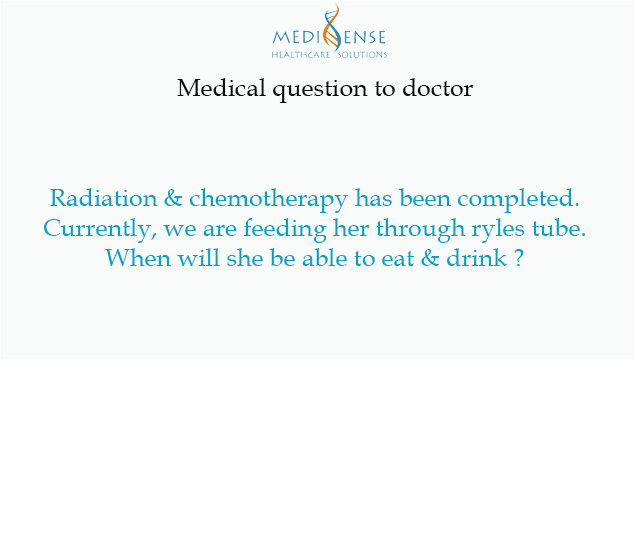 MEDISENSE
HEALTHCARE SOLUTIONS
Medical question to doctor
Radiation & chemotherapy has been completed.
Currently, we are feeding her through ryles tube.
When will she be able to eat & drink ?